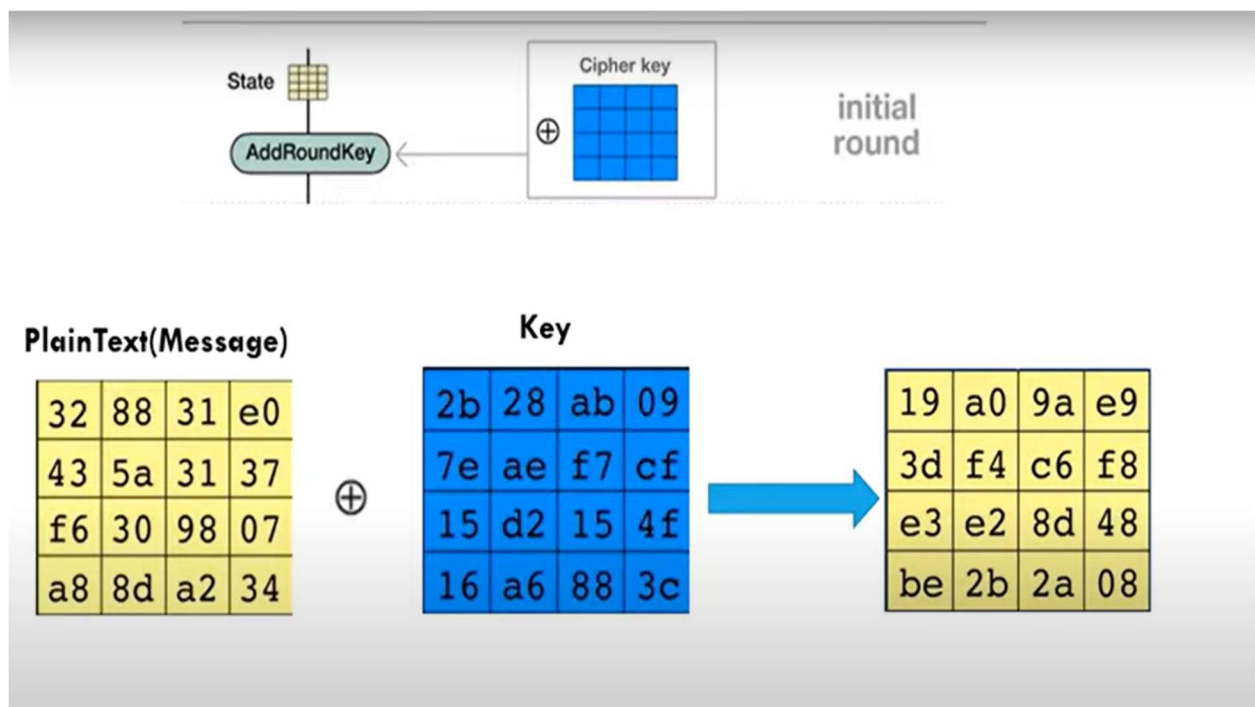 State
Cipher key
⊕
AddRoundKey
initial
round
PlainText(Message)
32 88 31 e0
43 5a 31 37
f6 30 98 07
a8 8d a2 34
⊕
Key
2b 28 ab 09
7e ae f7 cf
15 d2 15 4f
16 a6 88 3c
19 a0 9a e9
3d f4 c6 f8
e3 e2 8d 48
be 2b 2a 08